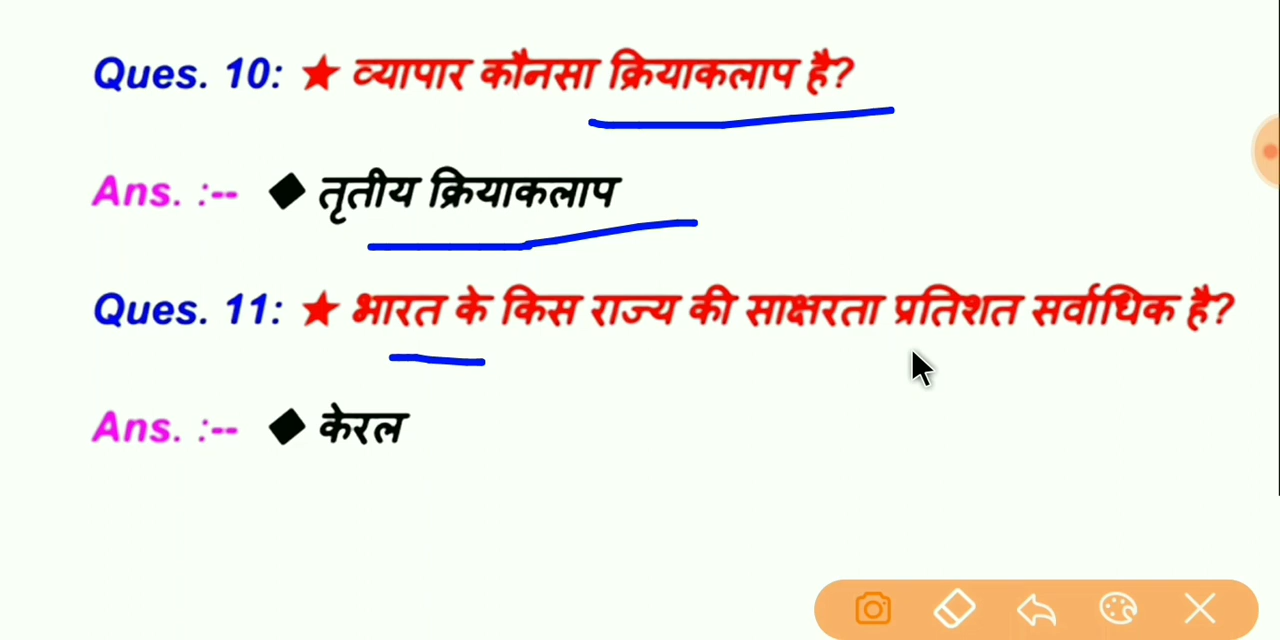 Ques. 10: ★ व्यापार कौनसा क्रियाकलाप है?
Ans. :-- ◆ तृतीय क्रियाकलाप
Ques. 11: ★ भारत के किस राज्य की साक्षरता प्रतिशत सर्वाधिक है?
Ans. :-- ◆ केरल